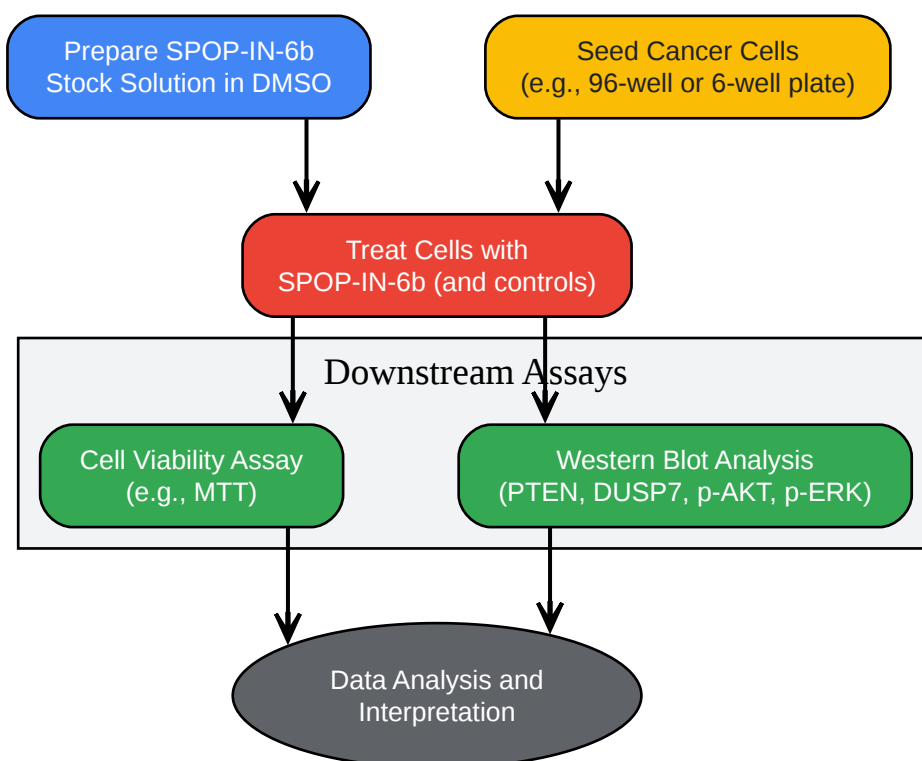 Prepare SPOP-IN-6b
Stock Solution in DMSO
Seed Cancer Cells
(e.g., 96-well or 6-well plate)
Treat Cells with
SPOP-IN-6b (and controls)
Downstream Assays
Cell Viability Assay
(e.g., MTT)
Western Blot Analysis
(PTEN, DUSP7, p-AKT, p-ERK)
Data Analysis and
Interpretation